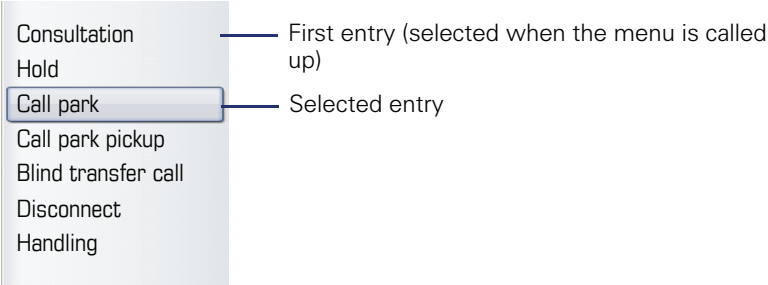 Consultation
First entry (selected when the menu is called
up)
Hold
Call park
Selected entry
Call park pickup
Blind transfer call
Disconnect
Handling